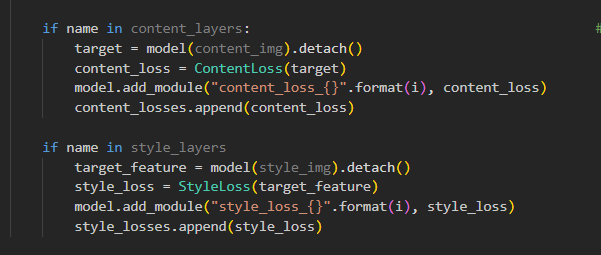 if name in content_layers: #
target = model(content_img).detach()
content_loss = ContentLoss(target)
model.add_module("content_loss_{}".format(i), content_loss)
content_losses.append(content_loss)
if name in style_layers
target_feature = model(style_img).detach()
style_loss = StyleLoss(target_feature)
model.add_module("style_loss_{}".format(i), style_loss)
style_losses.append(style_loss)